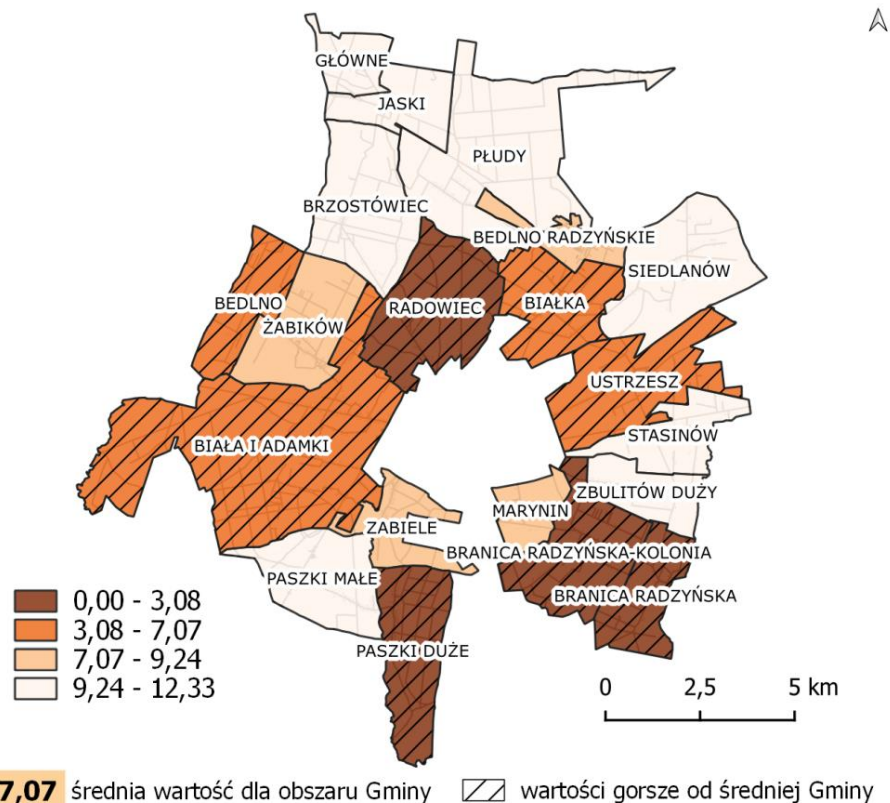 GŁÓWNE
JASKI
PŁUDY
BRZOSTÓWIEC
BEDLNO RADZYŃSKIE
SIEDLANÓW
BEDLNO
RADOWIEC
BIAŁKA
ŻABIKÓW
USTRZESZ
STASINÓW
BIAŁA I ADAMKI
ZBULITÓW DUŻY
MARYNIN
ZABIELE
BRANICA RADZYŃSKA-KOLONIA
PASZKI MAŁE
BRANICA RADZYŃSKA
PASZKI DUŻE
0,00 - 3,08
3,08 - 7,07
7,07 - 9,24
9,24 - 12,33
0 2,5 5 km
7,07 średnia wartość dla obszaru Gminy wartości gorsze od średniej Gminy